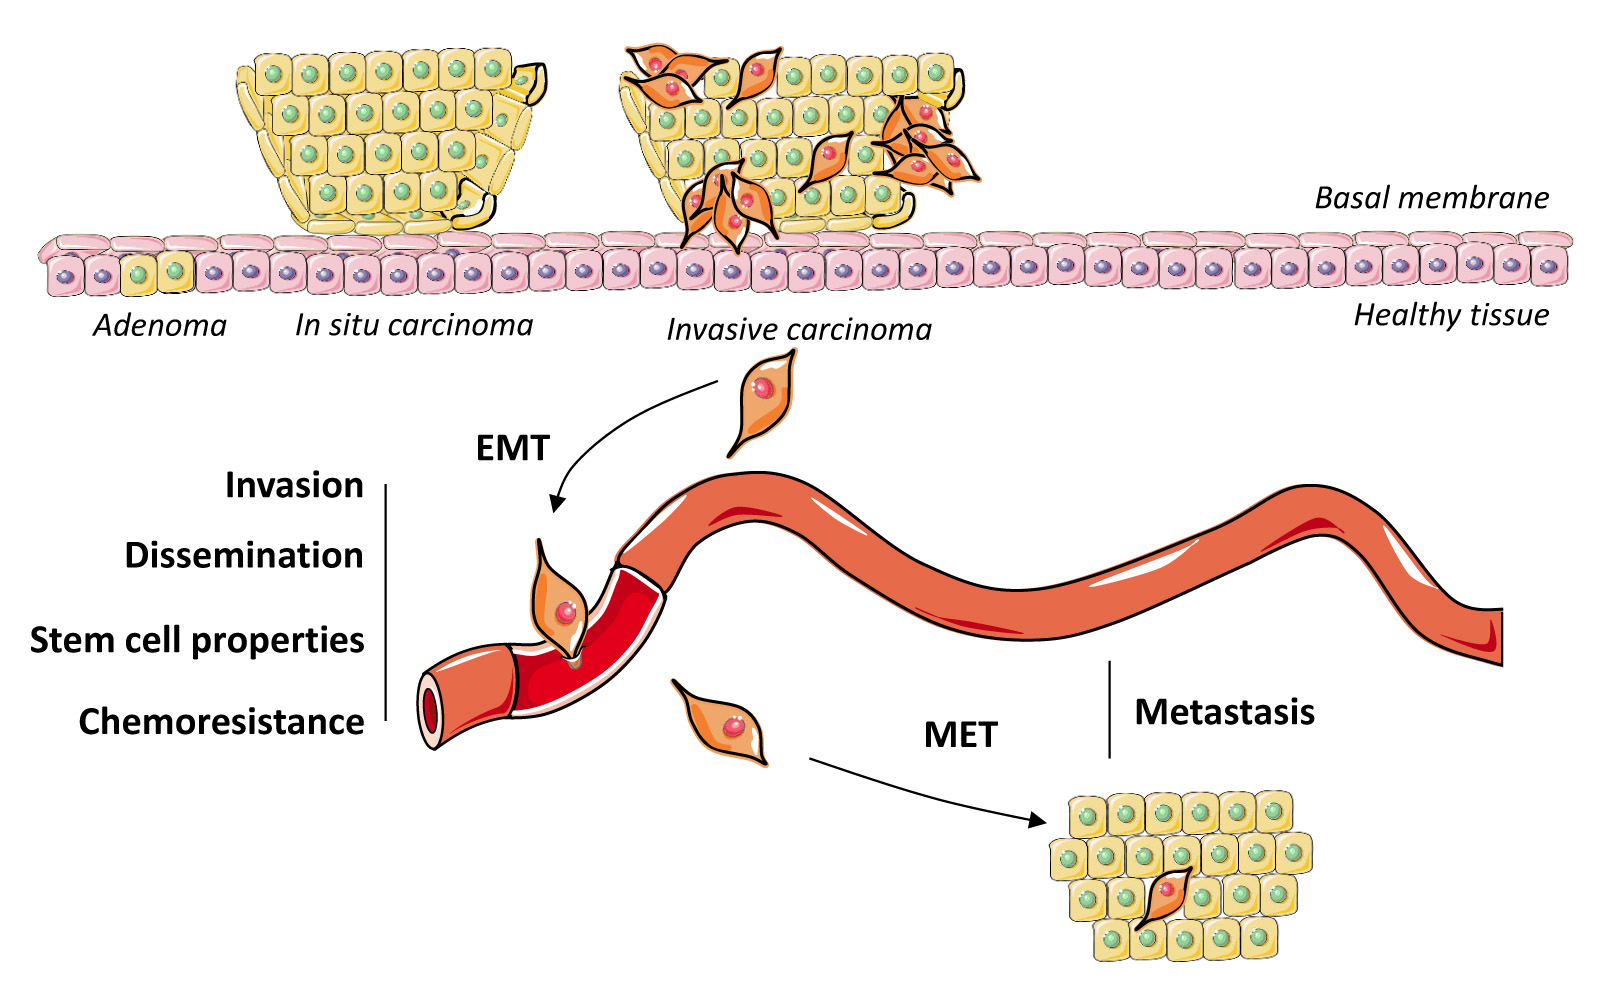 Basal membrane
Adenoma
In situ carcinoma
Invasive carcinoma
Healthy tissue
EMT
Invasion
Dissemination
Stem cell properties
Chemoresistance
MET
Metastasis